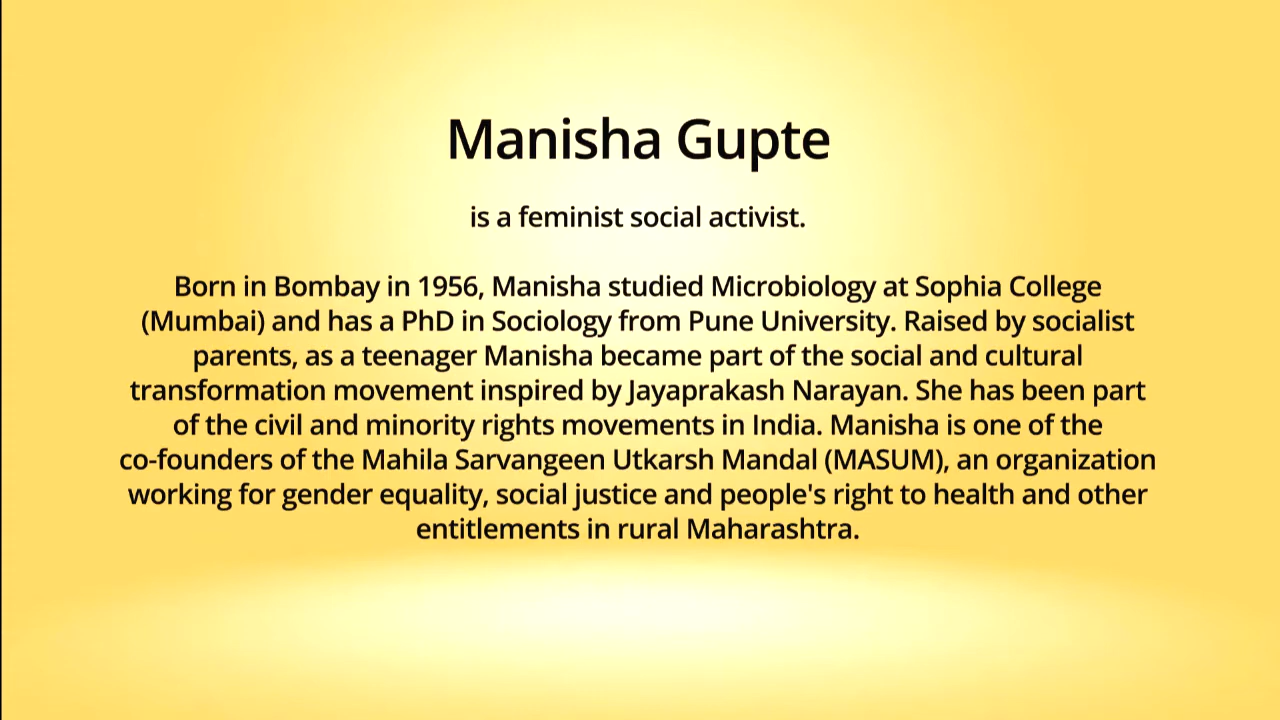 Manisha Gupte
is a feminist social activist.
Born in Bombay in 1956, Manisha studied Microbiology at Sophia College
(Mumbai) and has a PhD in Sociology from Pune University. Raised by socialist
parents, as a teenager Manisha became part of the social and cultural
transformation movement inspired by Jayaprakash Narayan. She has been part
of the civil and minority rights movements in India. Manisha is one of the
co-founders of the Mahila Sarvangeen Utkarsh Mandal (MASUM), an organization
working for gender equality, social justice and people's right to health and other
entitlements in rural Maharashtra.